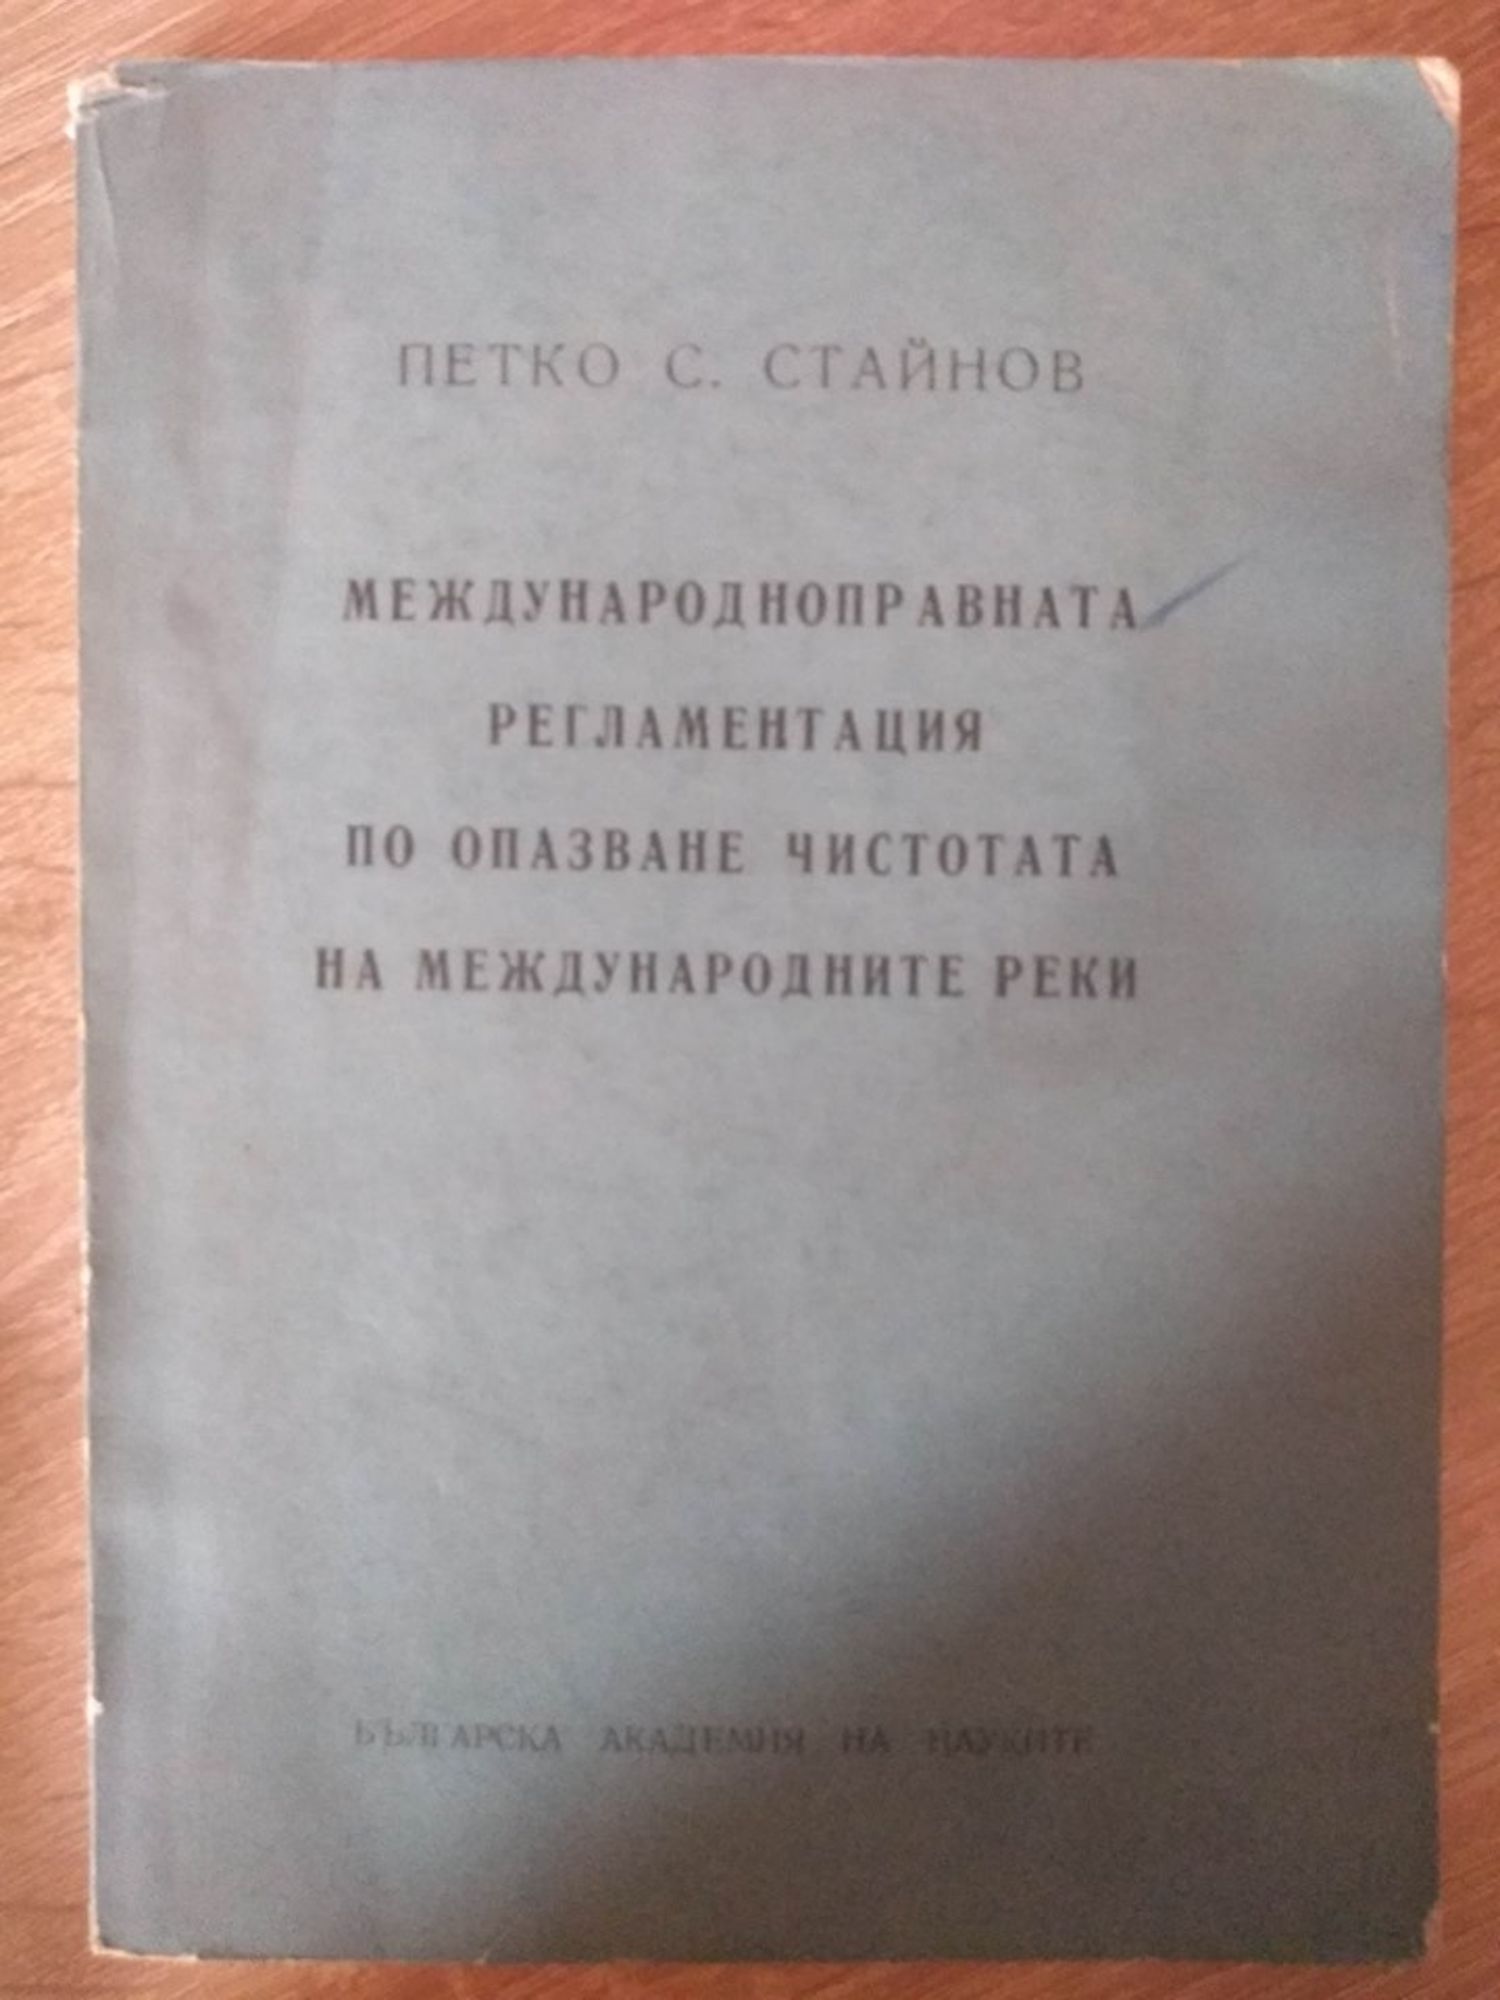 ПЕТКО С. СТАЙНОВ
МЕЖДУНАРОДНОПРАВНАТА
РЕГЛАМЕНТАЦИЯ
ПО ОПАЗВАНЕ ЧИСТОТАТА
НА МЕЖДУНАРОДНИТЕ РЕКИ
БЪЛГАРСКА АКАДЕМИЯ НА НАУКИТЕ